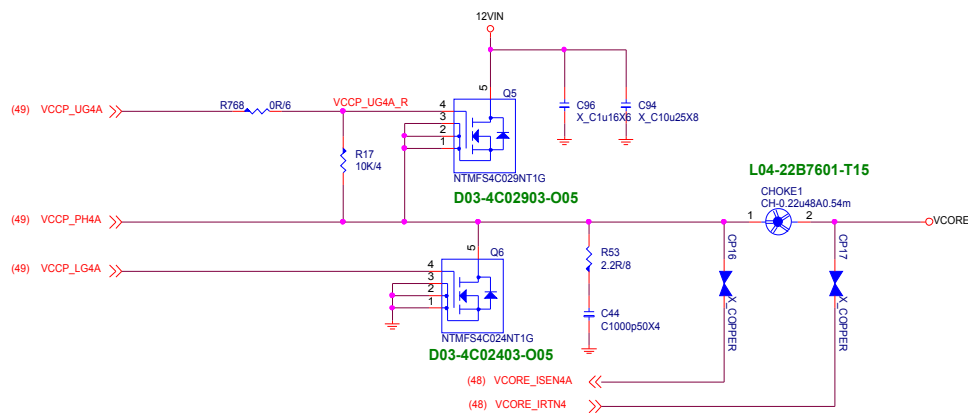 12VIN
5
Q5
(49) VCCP_UG4A
R768
0R/6
VCCP_UG4A_R
4
3
2
1
C96
X_C1u16X6
C94
X_C10u25X8
R17
10K/4
NTMFS4C029NT1G
D03-4C02903-O05
L04-22B7601-T15
CHOKE1
CH-0.22u48A0.54m
(49) VCCP_PH4A
1
2
VCORE
5
Q6
R53
2.2R/8
CP16
CP17
(49) VCCP_LG4A
4
3
2
1
C44
C1000p50X4
X_COPPER
X_COPPER
NTMFS4C024NT1G
D03-4C02403-O05
(48) VCORE_ISEN4A
(48) VCORE_IRTN4